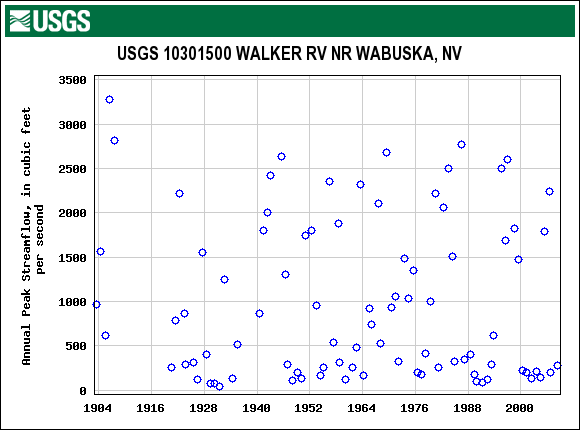 USGS
USGS 10301500 WALKER RV NR WABUSKA, NV
Annual Peak Streamflow, in cubic feet
per second
3500
3000
2500
2000
1500
1000
500
0
1904 1916 1928 1940 1952 1964 1976 1988 2000